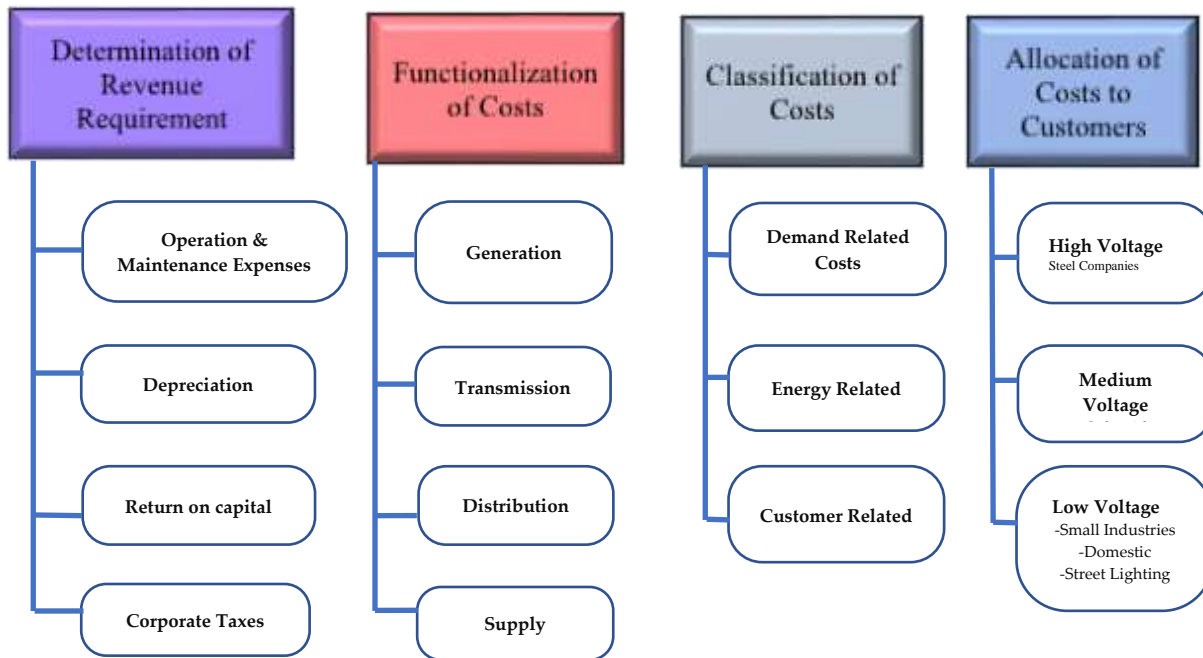 Determination of
Revenue
Requirement
Operation &
Maintenance Expenses
Depreciation
Return on capital
Corporate Taxes
Functionalization
of Costs
Generation
Transmission
Distribution
Supply
Classification of
Costs
Demand Related
Costs
Energy Related
Customer Related
Allocation of
Costs to
Customers
High Voltage
Steel Companies
Medium
Voltage
Low Voltage
-Small Industries
-Domestic
-Street Lighting